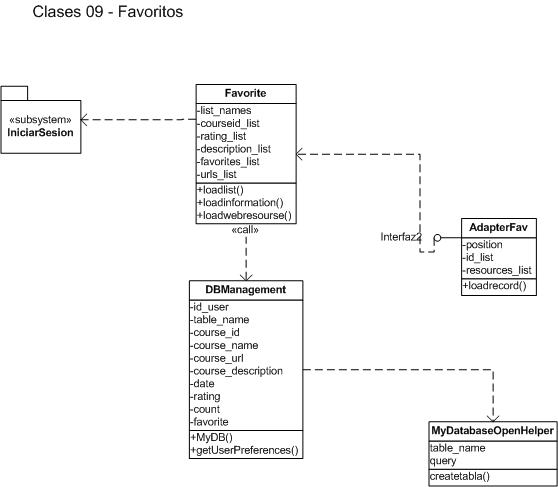 Clases 09 - Favoritos
«subsystem»
IniciarSesion
Favorite
-list_names
-courseid_list
-rating_list
-description_list
-favorites_list
-urls_list
+loadlist()
+loadinformation()
+loadwebresourse()
«call»
Interfaz2
AdapterFav
-position
-id_list
-resources_list
+loadrecord()
DBManagement
-id_user
-table_name
-course_id
-course_name
-course_url
-course_description
-date
-rating
-count
-favorite
+MyDB()
+getUserPreferences()
MyDatabaseOpenHelper
table_name
query
createtabla()